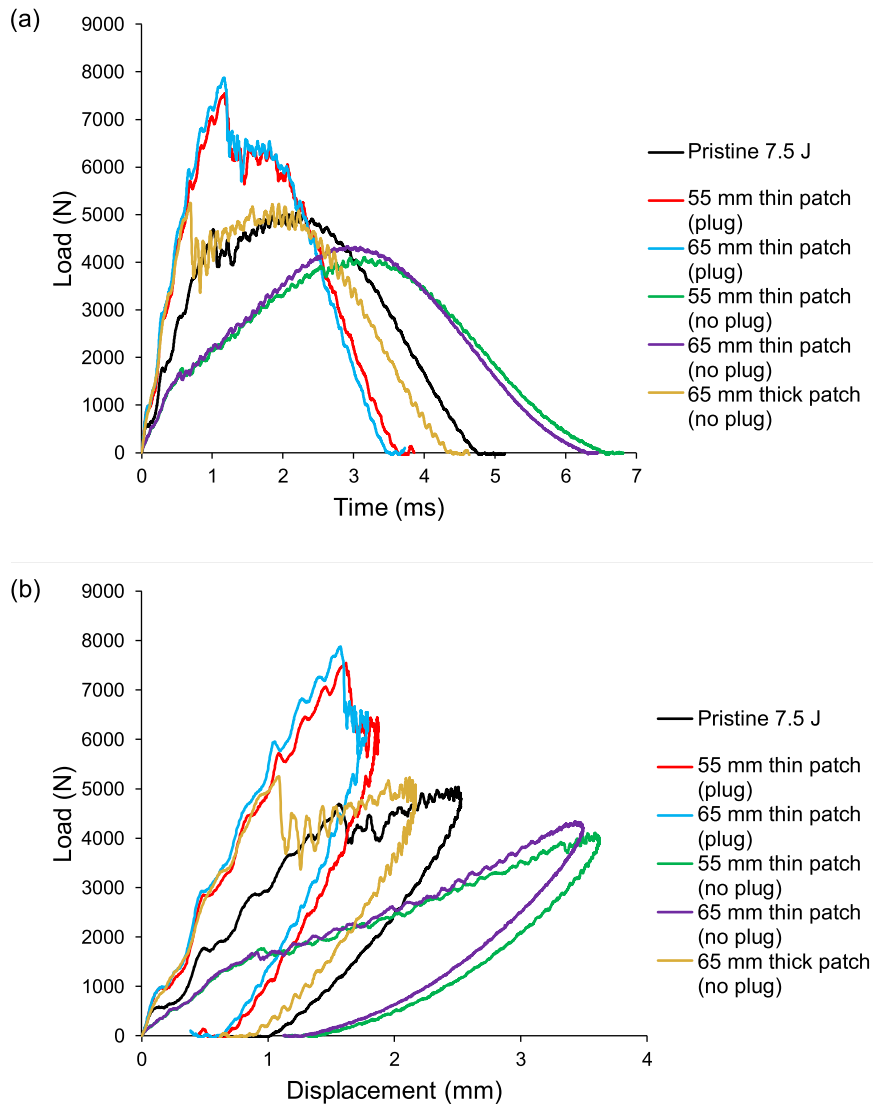 (a)
9000
8000
7000
6000
5000
4000
3000
2000
1000
0
Load (N)
0 1 2 3 4 5 6 7
Time (ms)
Pristine 7.5 J
55 mm thin patch
(plug)
65 mm thin patch
(plug)
55 mm thin patch
(no plug)
65 mm thin patch
(no plug)
65 mm thick patch
(no plug)
(b)
9000
8000
7000
6000
5000
4000
3000
2000
1000
0
Load (N)
0 1 2 3 4
Displacement (mm)
Pristine 7.5 J
55 mm thin patch
(plug)
65 mm thin patch
(plug)
55 mm thin patch
(no plug)
65 mm thin patch
(no plug)
65 mm thick patch
(no plug)